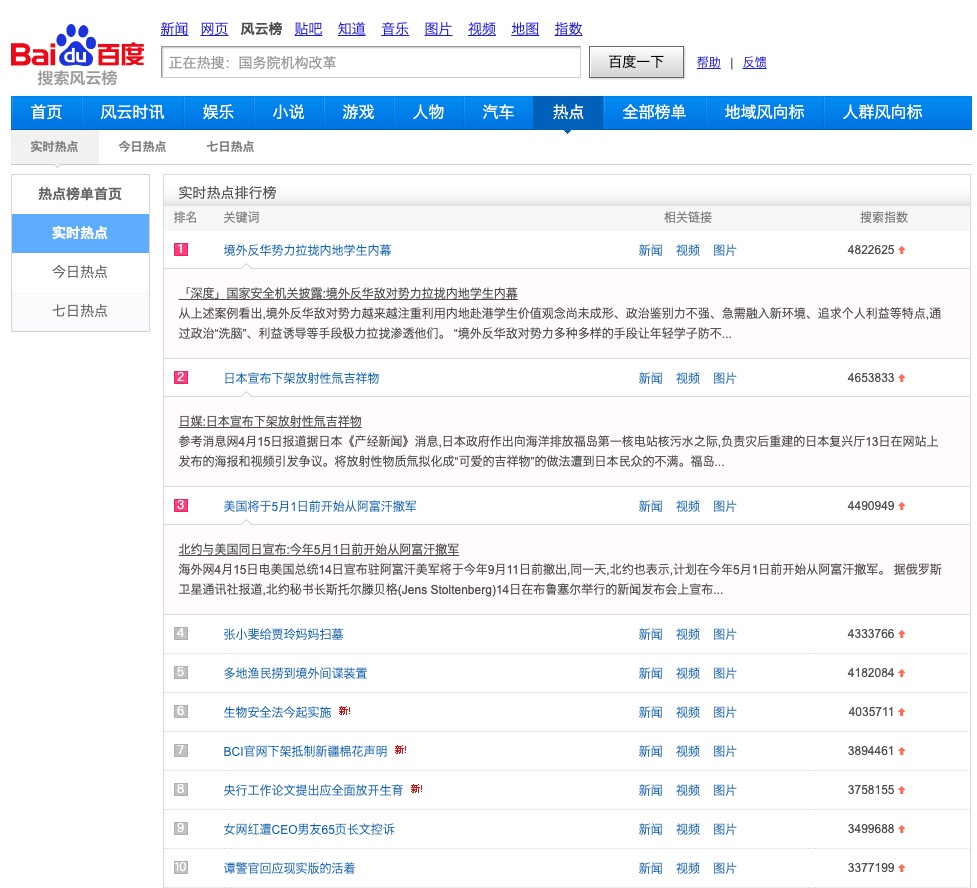 新闻 网页 风云榜 贴吧 知道 音乐 图片 视频 地图 指数
Bai du 百度
搜索风云榜
正在热搜：国务院机构改革 百度一下 帮助 | 反馈
首页 风云时讯 娱乐 小说 游戏 人物 汽车 热点 全部榜单 地域风向标 人群风向标
实时热点 今日热点 七日热点
热点榜单首页
实时热点
今日热点
七日热点
实时热点排行榜
排名 关键词 相关链接 搜索指数
1 境外反华势力拉拢内地学生内幕 新闻 视频 图片 4822625
「深度」国家安全机关披露:境外反华敌对势力拉拢内地学生内幕
从上述案例看出,境外反华敌对势力越来越注重利用内地赴港学生价值观念尚未成形、政治鉴别力不强、急需融入新环境、追求个人利益等特点,通
过政治“洗脑”、利益诱导等手段极力拉拢渗透他们。 “境外反华敌对势力多种多样的手段让年轻学子防不...
2 日本宣布下架放射性氚吉祥物 新闻 视频 图片 4653833
日媒:日本宣布下架放射性氚吉祥物
参考消息网4月15日报道据日本《产经新闻》消息,日本政府作出向海洋排放福岛第一核电站核污水之际,负责灾后重建的日本复兴厅13日在网站上
发布的海报和视频引发争议。将放射性物质氚拟化成“可爱的吉祥物”的做法遭到日本民众的不满。福岛...
3 美国将于5月1日前开始从阿富汗撤军 新闻 视频 图片 4490949
北约与美国同日宣布:今年5月1日前开始从阿富汗撤军
海外网4月15日电美国总统14日宣布驻阿富汗美军将于今年9月11日前撤出,同一天,北约也表示,计划在今年5月1日前开始从阿富汗撤军。 据俄罗斯
卫星通讯社报道,北约秘书长斯托尔滕贝格(Jens Stoltenberg)14日在布鲁塞尔举行的新闻发布会上宣布...
4 张小斐给贾玲妈妈扫墓 新闻 视频 图片 4333766
5 多地渔民捞到境外间谍装置 新闻 视频 图片 4182084
6 生物安全法今起实施 新! 新闻 视频 图片 4035711
7 BCI官网下架抵制新疆棉花声明 新! 新闻 视频 图片 3894461
8 央行工作论文提出应全面放开生育 新! 新闻 视频 图片 3758155
9 女网红遭CEO男友65页长文控诉 新闻 视频 图片 3499688
10 谭警官回应现实版的活着 新闻 视频 图片 3377199